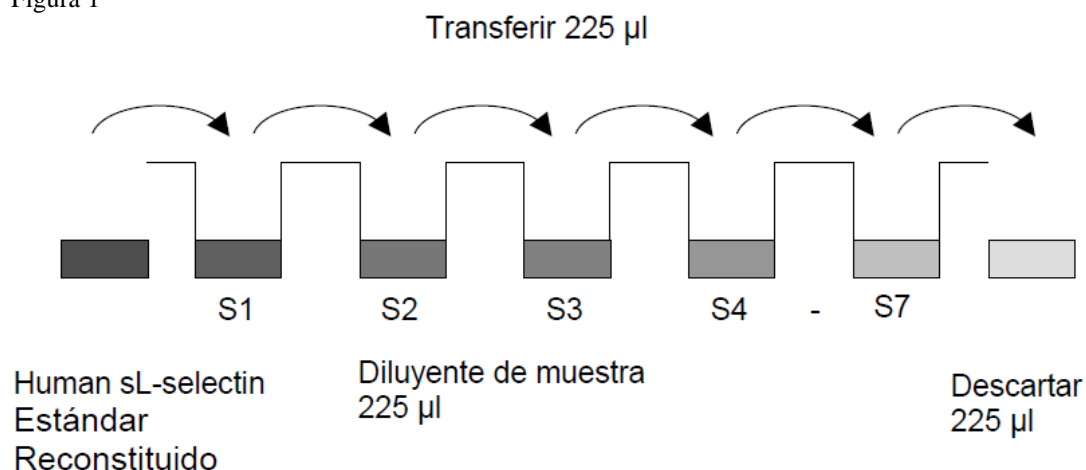 Figura 1
Transferir 225 µl
S1 S2 S3 S4 - S7
Human sL-selectin
Estándar
Reconstituido
Diluyente de muestra
225 µl
Descartar
225 µl